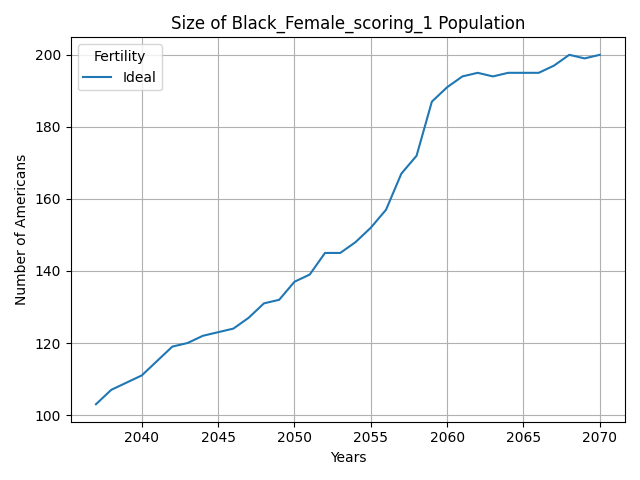 Size of Black_Female_scoring_1 Population
Number of Americans
200
180
160
140
120
100
Fertility
Ideal
2040 2045 2050 2055 2060 2065 2070
Years